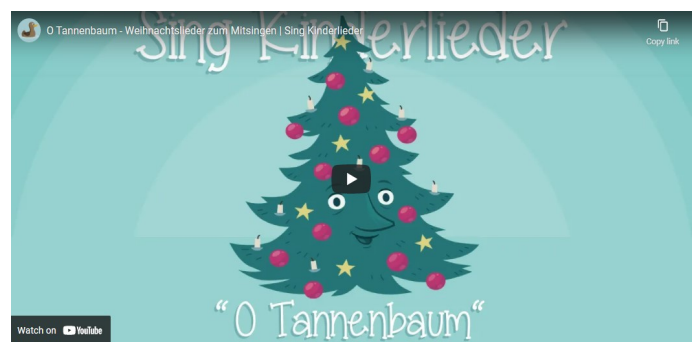 O Tannenbaum - Weihnachtslieder zum Mitsingen | Sing Kinderlieder
Copy link
Sing Kinderlieder
“O Tannenbaum“
Watch on YouTube